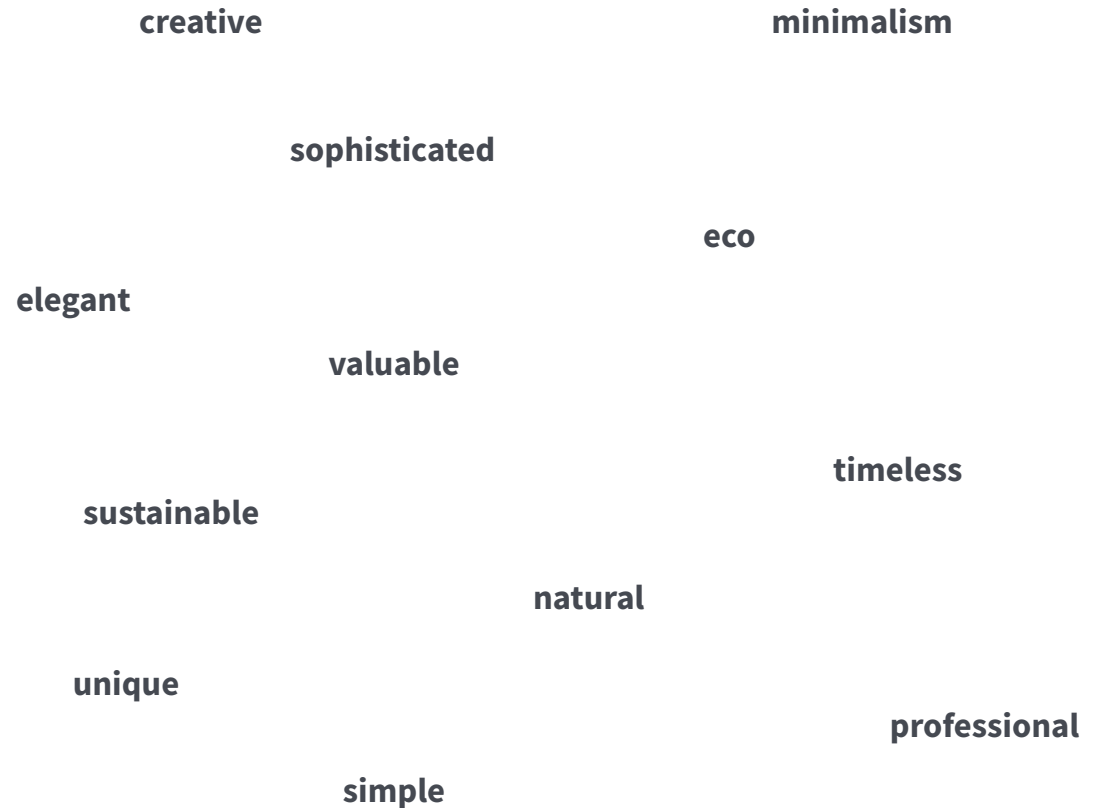 creative
minimalism
sophisticated
eco
elegant
valuable
timeless
sustainable
natural
unique
professional
simple